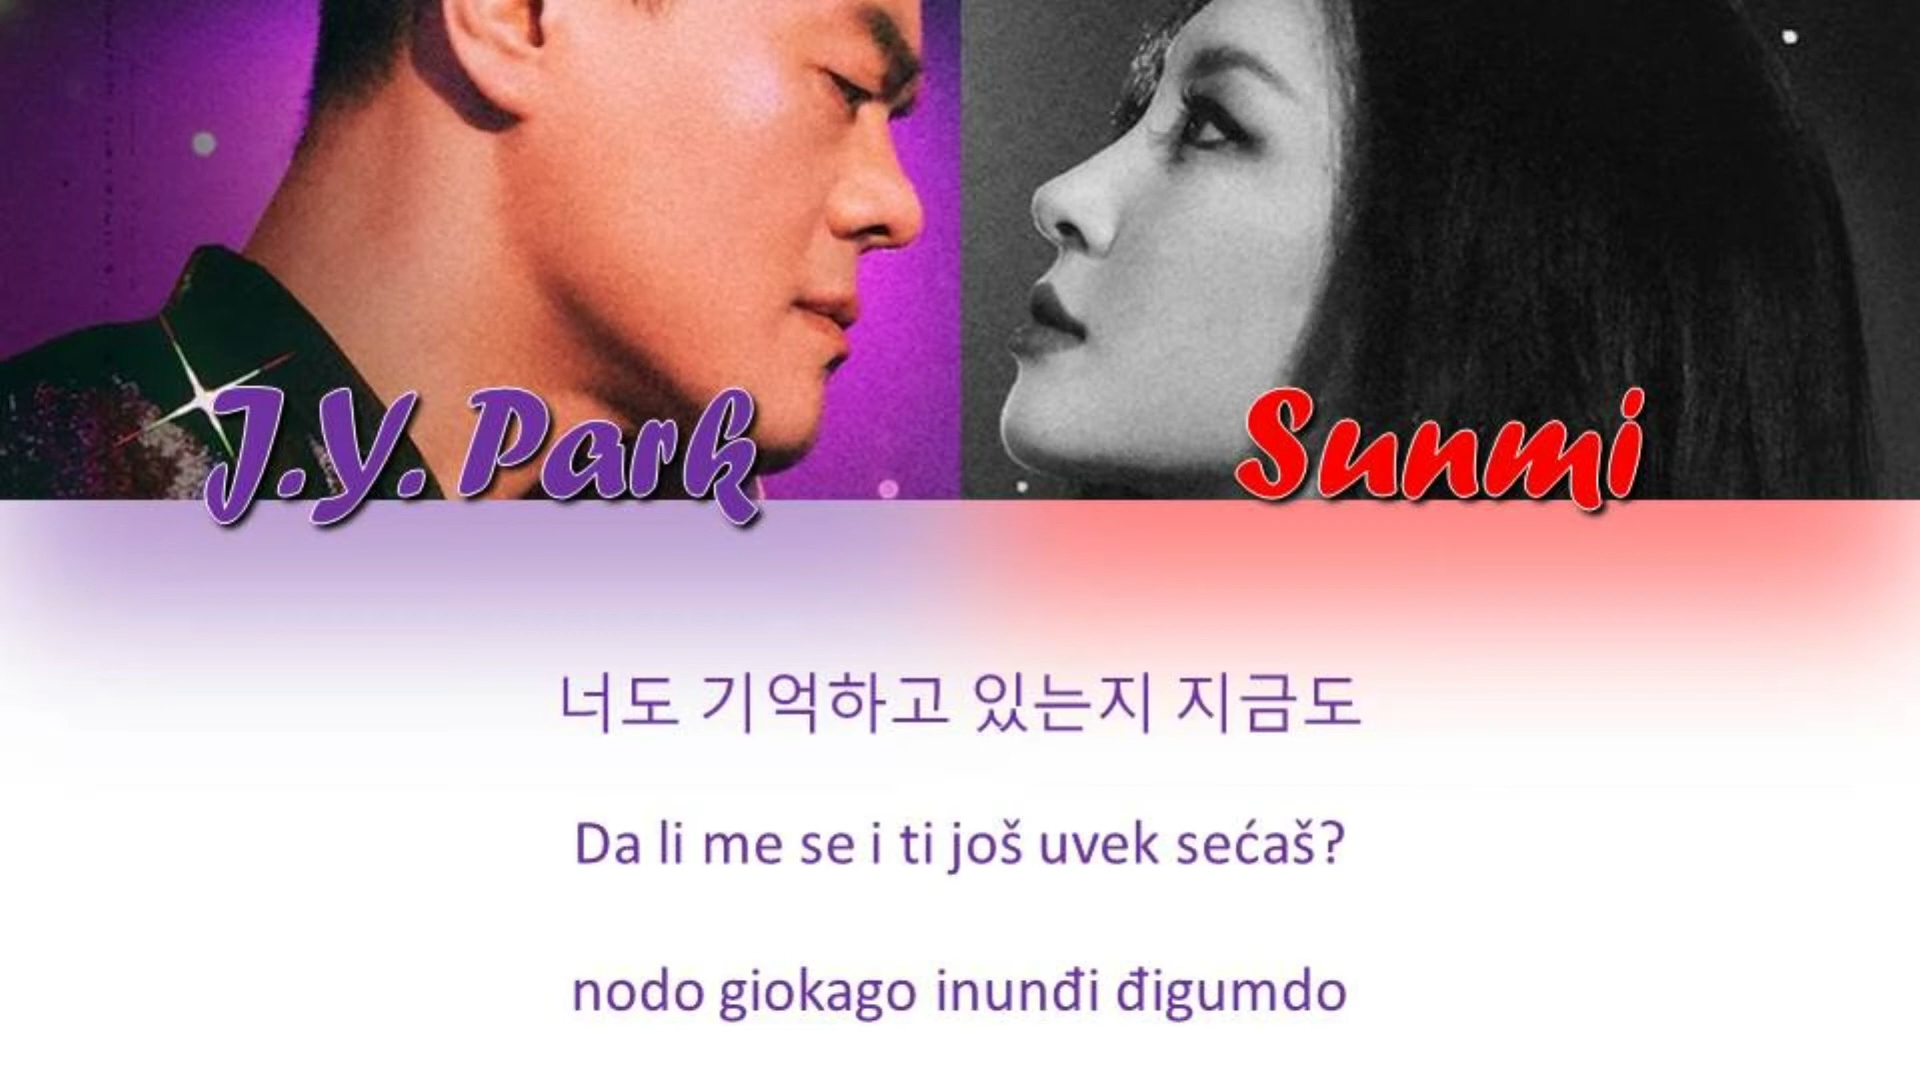 J.Y. Park
Sunmi
너도 기억하고 있는지 지금도
Da li me se i ti još uvek sećaš?
nodo giokago inunđi đigumdo